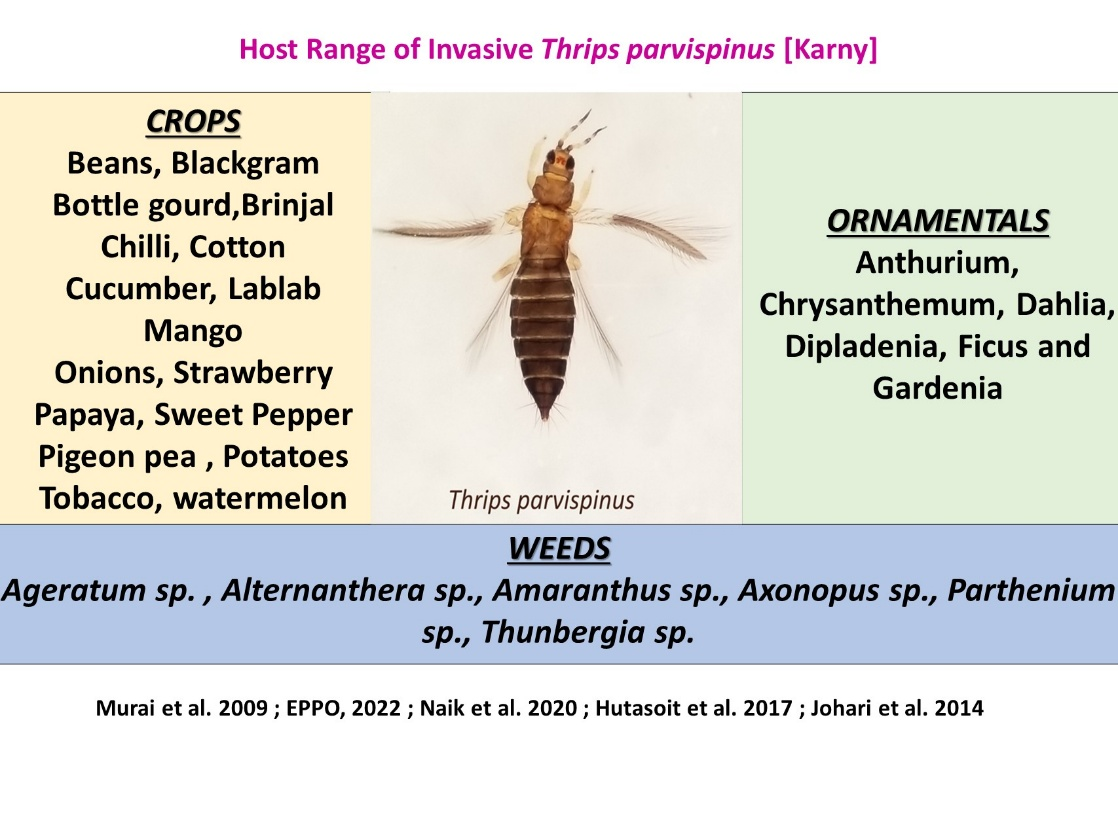 Host Range of Invasive Thrips parvispinus [Karny]
CROPS
Beans, Blackgram
Bottle gourd,Brinjal
Chilli, Cotton
Cucumber, Lablab
Mango
Onions, Strawberry
Papaya, Sweet Pepper
Pigeon pea , Potatoes
Tobacco, watermelon
Thrips parvispinus
ORNAMENTALS
Anthurium,
Chrysanthemum, Dahlia,
Dipladenia, Ficus and
Gardenia
WEEDS
Ageratum sp. , Alternanthera sp., Amaranthus sp., Axonopus sp., Parthenium
sp., Thunbergia sp.
Murai et al. 2009 ; EPPO, 2022 ; Naik et al. 2020 ; Hutasoit et al. 2017 ; Johari et al. 2014